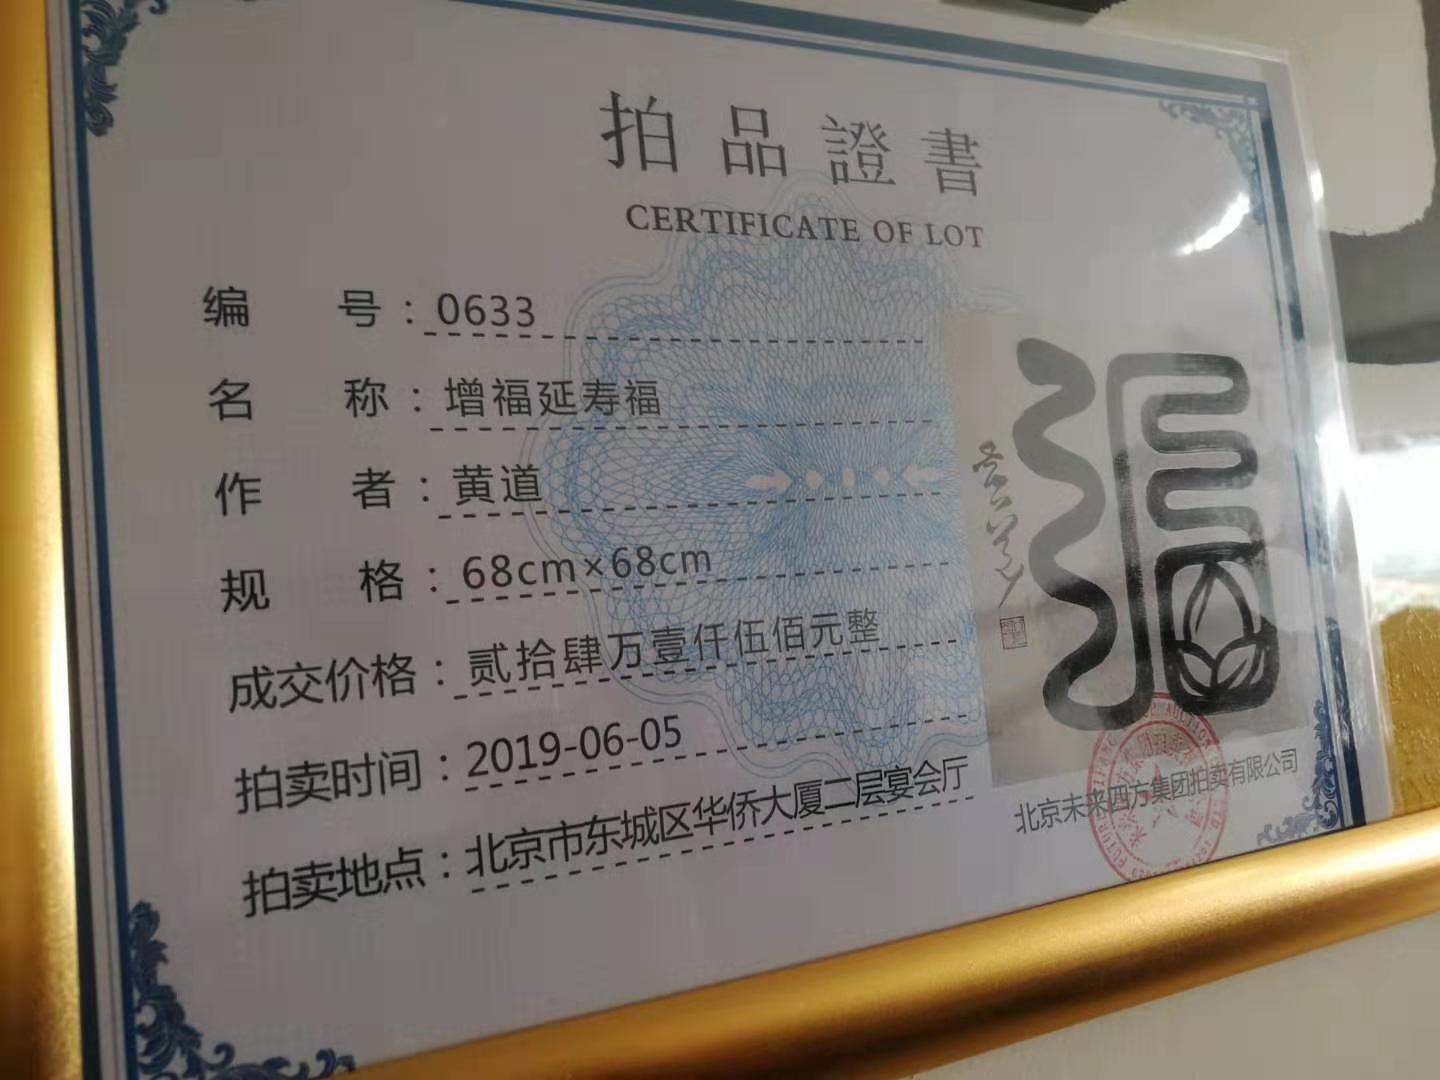 拍品證書
CERTIFICATE OF LOT
编号：0633
名称：增福延寿福
作者：黄道
规格：68cm×68cm
成交价格：贰拾肆万壹仟伍佰元整
拍卖时间：2019-06-05
拍卖地点：北京市东城区华侨大厦二层宴会厅
北京未来四方集团拍卖有限公司